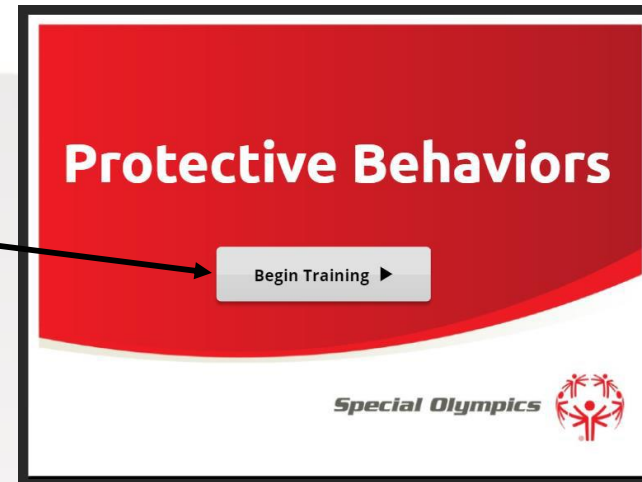 Protective Behaviors
Begin Training ▶
Special Olympics